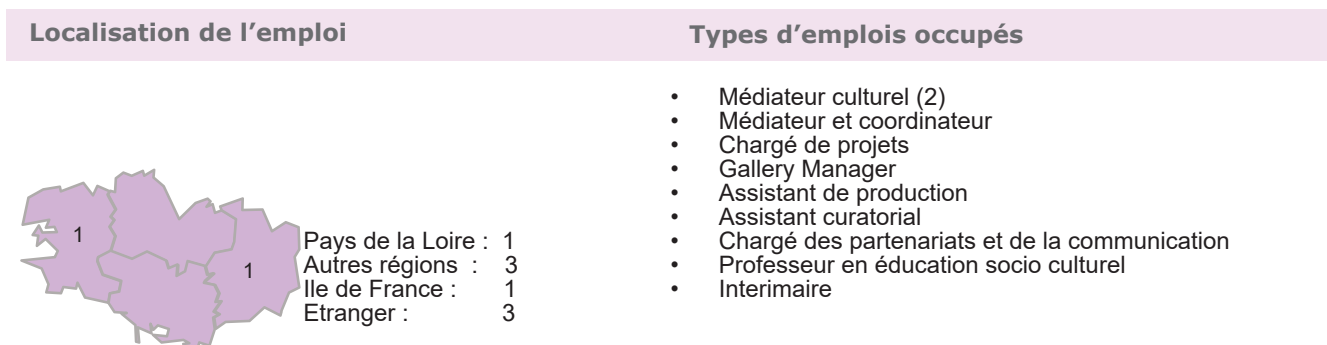 Localisation de l’emploi
1
1
Pays de la Loire : 1
Autres régions : 3
Ile de France : 1
Etranger : 3
Types d’emplois occupés
• Médiateur culturel (2)
• Médiateur et coordinateur
• Chargé de projets
• Gallery Manager
• Assistant de production
• Assistant curatorial
• Chargé des partenariats et de la communication
• Professeur en éducation socio culturel
• Interimaire